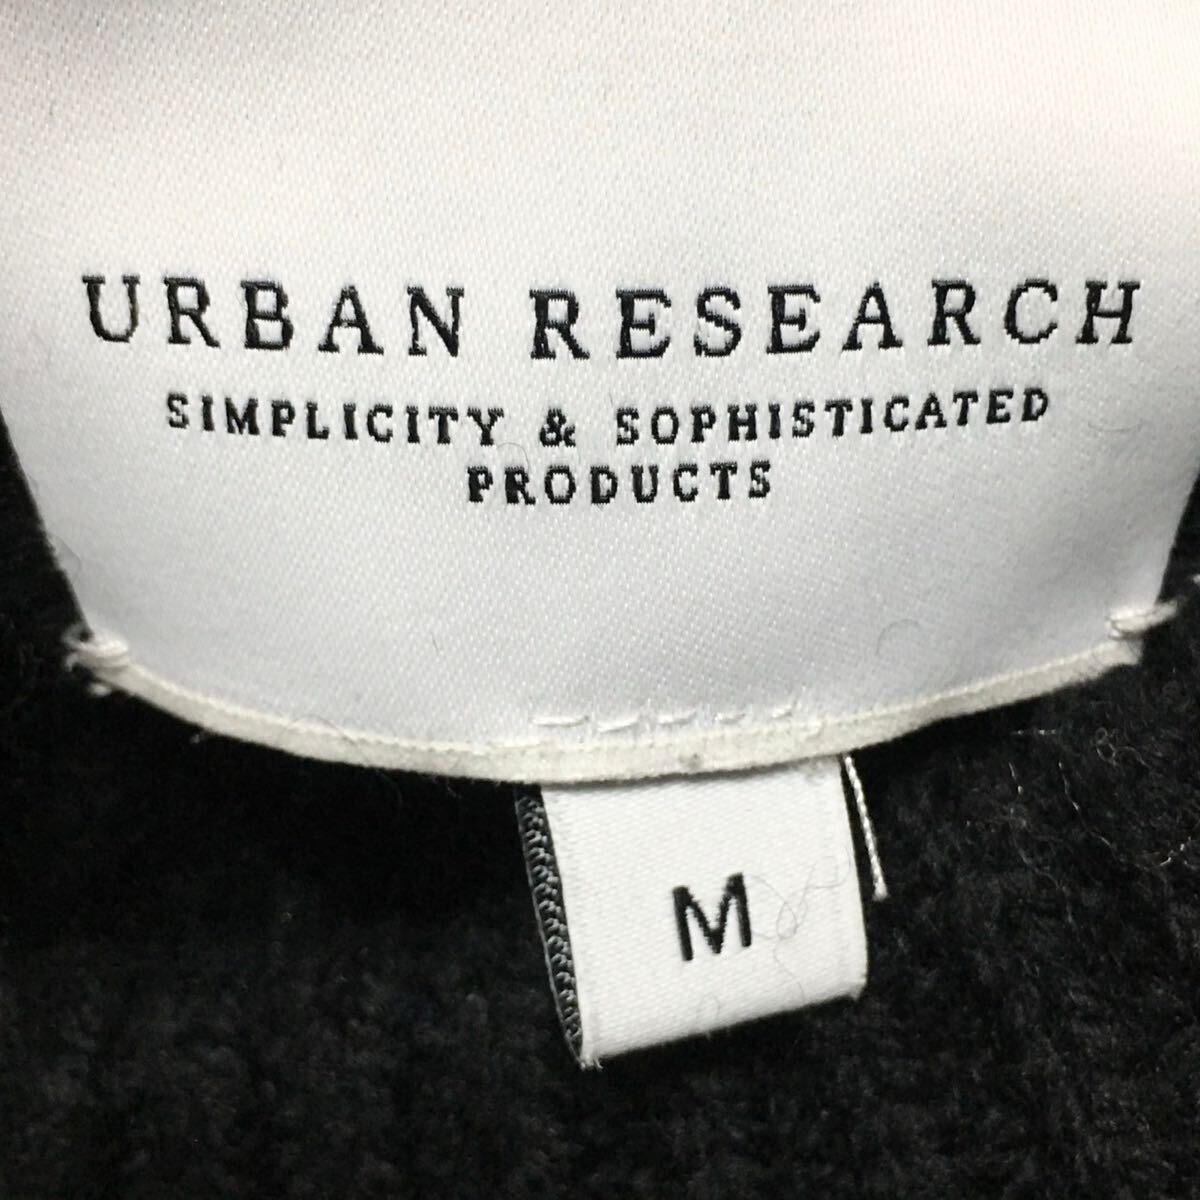 URBAN RESEARCH
SIMPLICITY & SOPHISTICATED
PRODUCTS
M